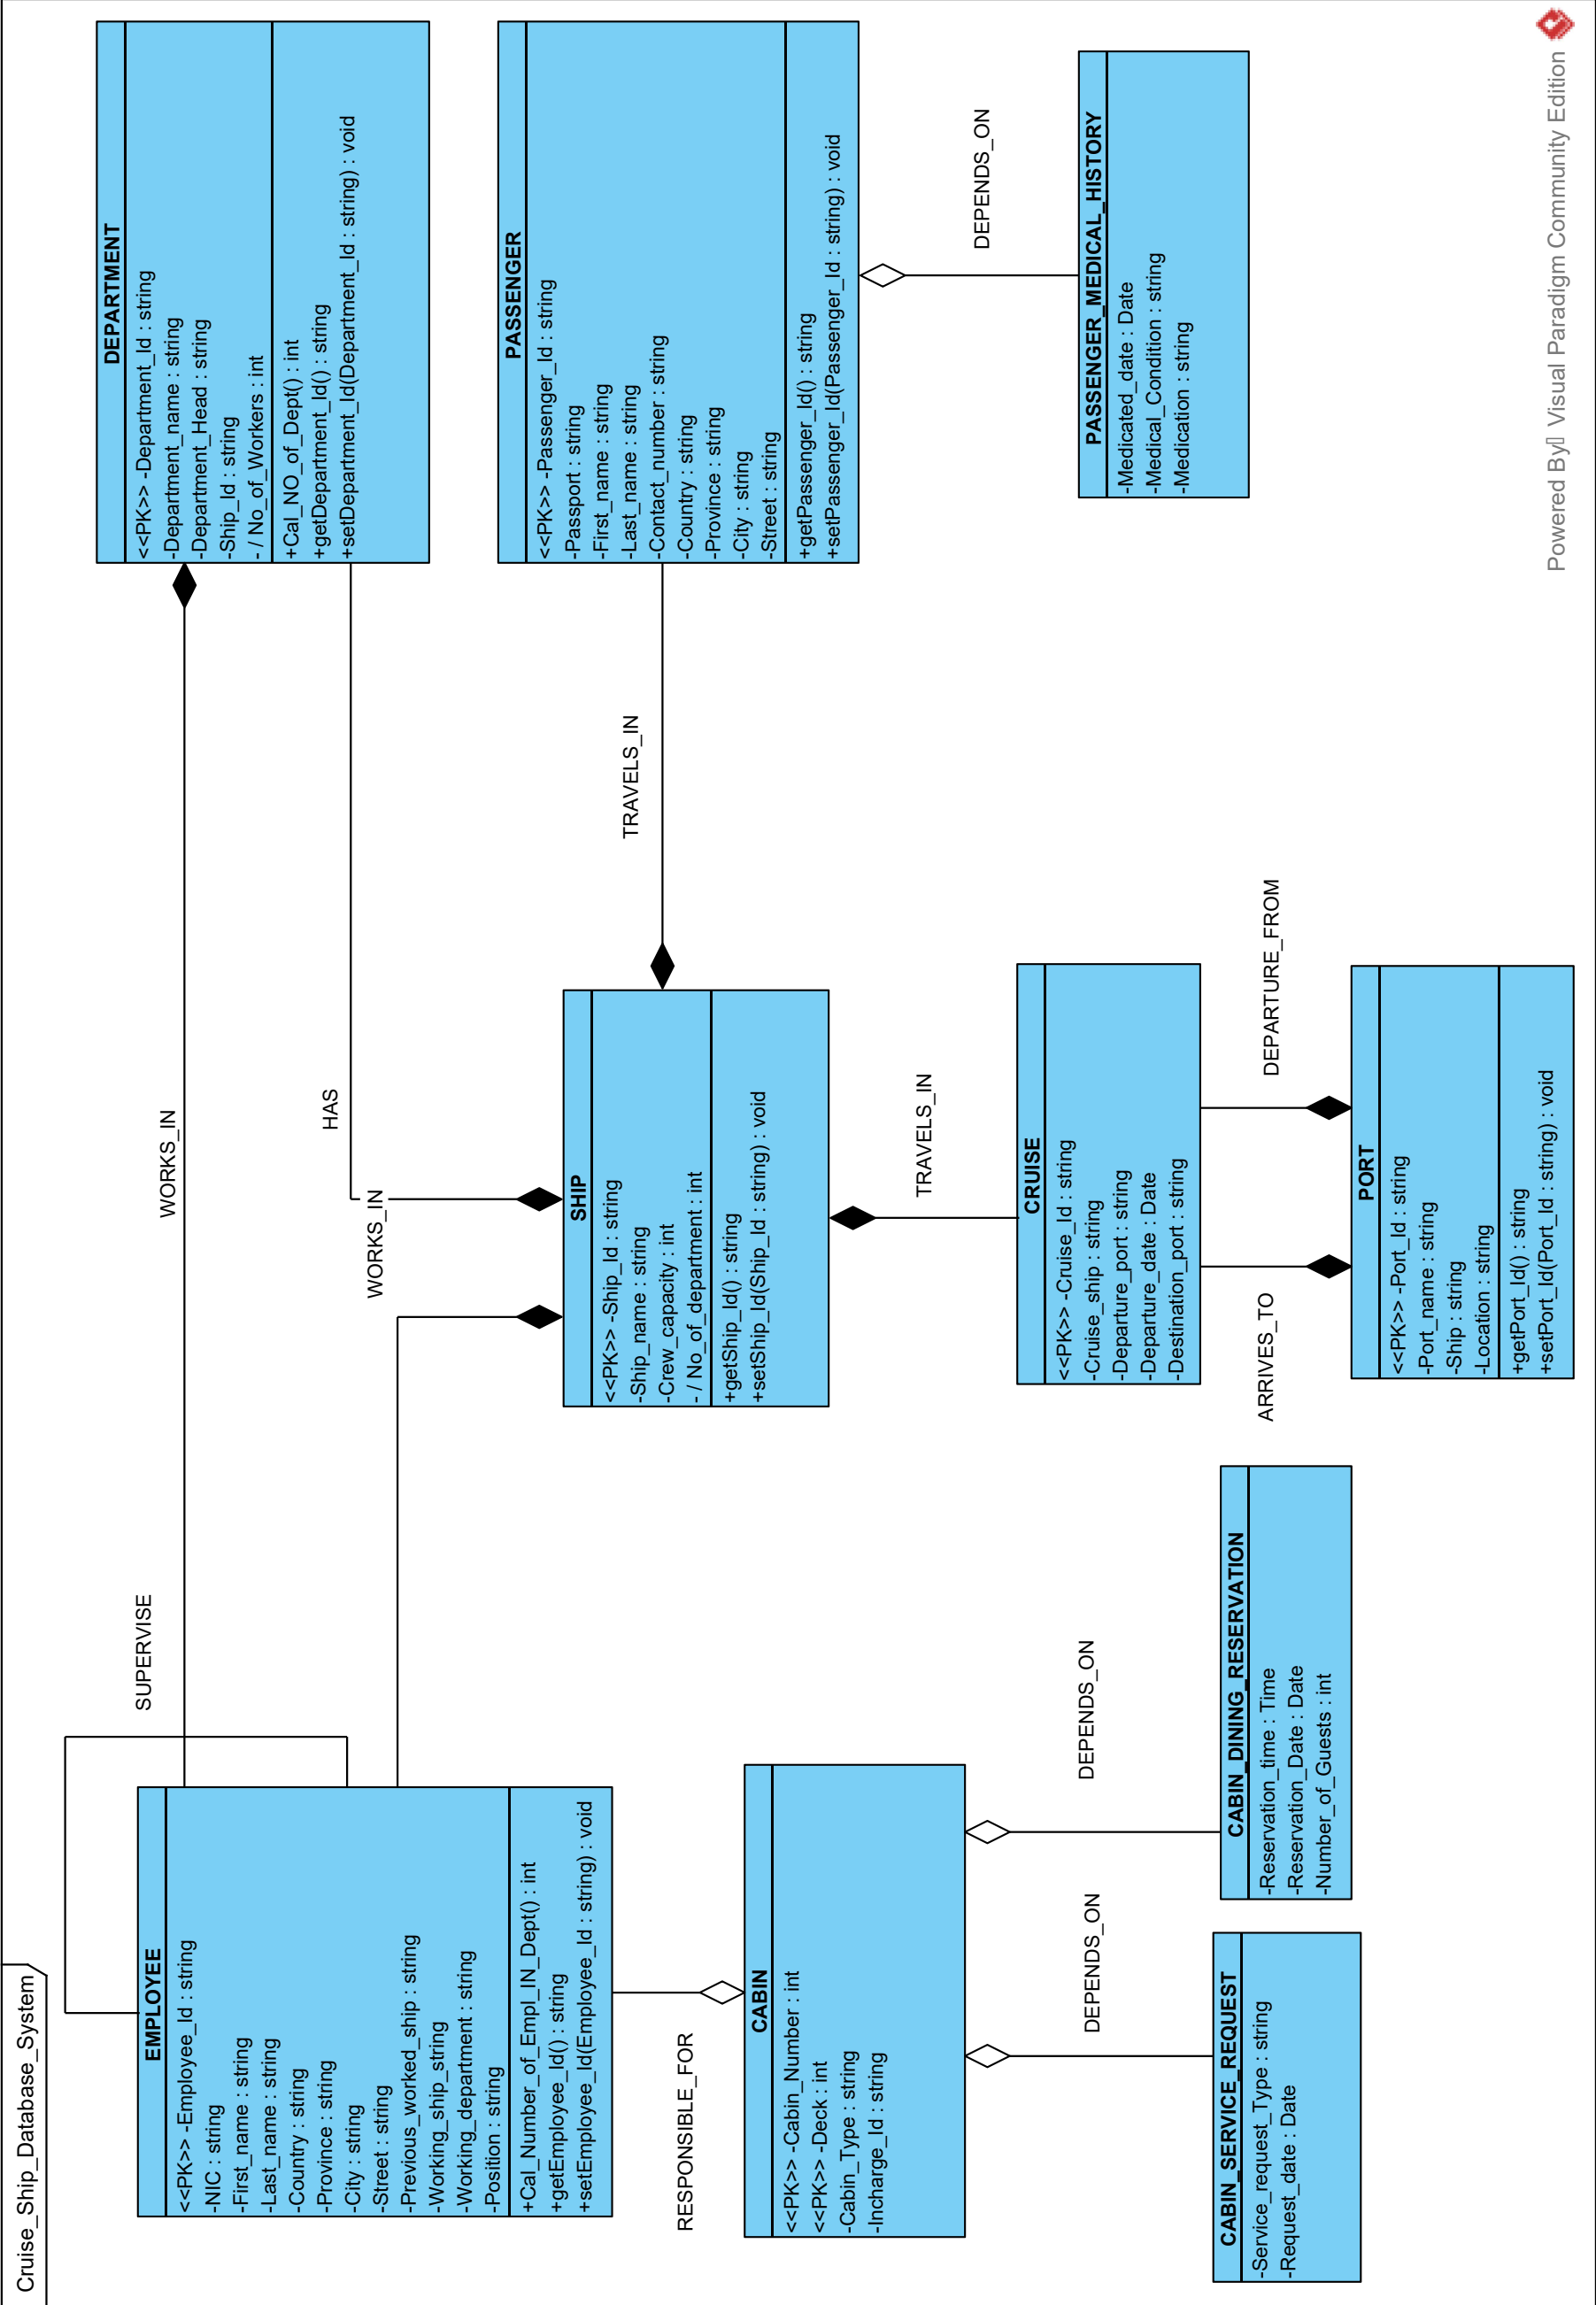 Cruise_Ship_Database_System
SUPERVISE
WORKS_IN
HAS
WORKS_IN
EMPLOYEE
<<PK>> -Employee_Id : string
-NIC : string
-First_name : string
-Last_name : string
-Country : string
-Province : string
-City : string
-Street : string
-Previous_worked_ship : string
-Working_ship_string
-Working_department : string
-Position : string
+Cal_Number_of_Empl_IN_Dept() : int
+getEmployee_Id() : string
+setEmployee_Id(Employee_Id : string) : void
DEPARTMENT
<<PK>> -Department_Id : string
-Department_name : string
-Department_Head : string
-Ship_Id : string
- / No_of_Workers : int
+Cal_NO_of_Dept() : int
+getDepartment_Id() : string
+setDepartment_Id(Department_Id : string) : void
SHIP
<<PK>> -Ship_Id : string
-Ship_name : string
-Crew_capacity : int
- / No_of_department : int
+getShip_Id() : string
+setShip_Id(Ship_Id : string) : void
TRAVELS_IN
PASSENGER
<<PK>> -Passenger_Id : string
-Passport : string
-First_name : string
-Last_name : string
-Contact_number : string
-Country : string
-Province : string
-City : string
-Street : string
+getPassenger_Id() : string
+setPassenger_Id(Passenger_Id : string) : void
RESPONSIBLE_FOR
CABIN
<<PK>> -Cabin_Number : int
<<PK>> -Deck : int
-Cabin_Type : string
-Incharge_Id : string
TRAVELS_IN
DEPENDS_ON
CRUISE
<<PK>> -Cruise_Id : string
-Cruise_ship : string
-Departure_port : string
-Departure_date : Date
-Destination_port : string
PASSENGER_MEDICAL_HISTORY
-Medicated_date : Date
-Medical_Condition : string
-Medication : string
DEPENDS_ON
DEPENDS_ON
CABIN_SERVICE_REQUEST
-Service_request_Type : string
-Request_date : Date
CABIN_DINING_RESERVATION
-Reservation_time : Time
-Reservation_Date : Date
-Number_of_Guests : int
ARRIVES_TO
DEPARTURE_FROM
PORT
<<PK>> -Port_Id : string
-Port_name : string
-Ship : string
-Location : string
+getPort_Id() : string
+setPort_Id(Port_Id : string) : void
Powered By Visual Paradigm Community Edition